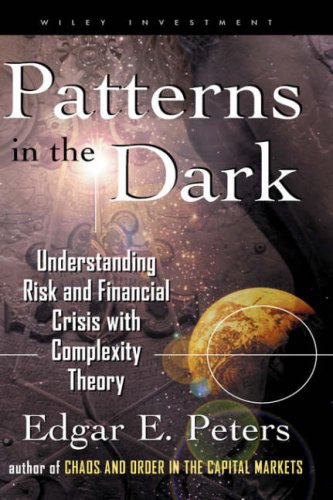 WILEY INVESTMENT
Patterns
in the
Dark
Understanding
Risk and Financial
Crisis with
Complexity
Theory
Edgar E. Peters
author of CHAOS AND ORDER IN THE CAPITAL MARKETS